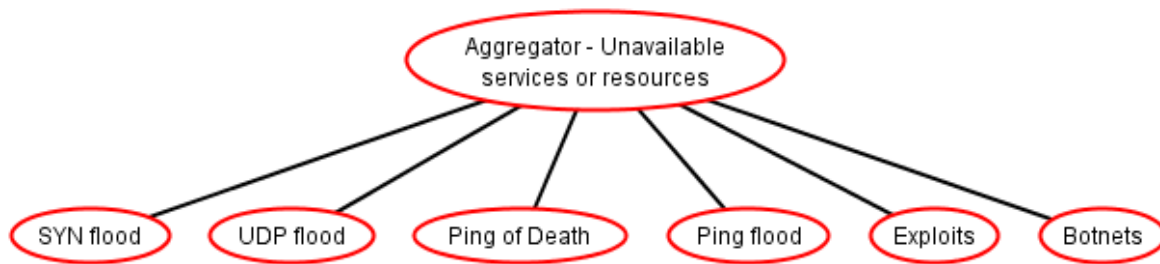 Aggregator - Unavailable
services or resources
SYN flood
UDP flood
Ping of Death
Ping flood
Exploits
Botnets